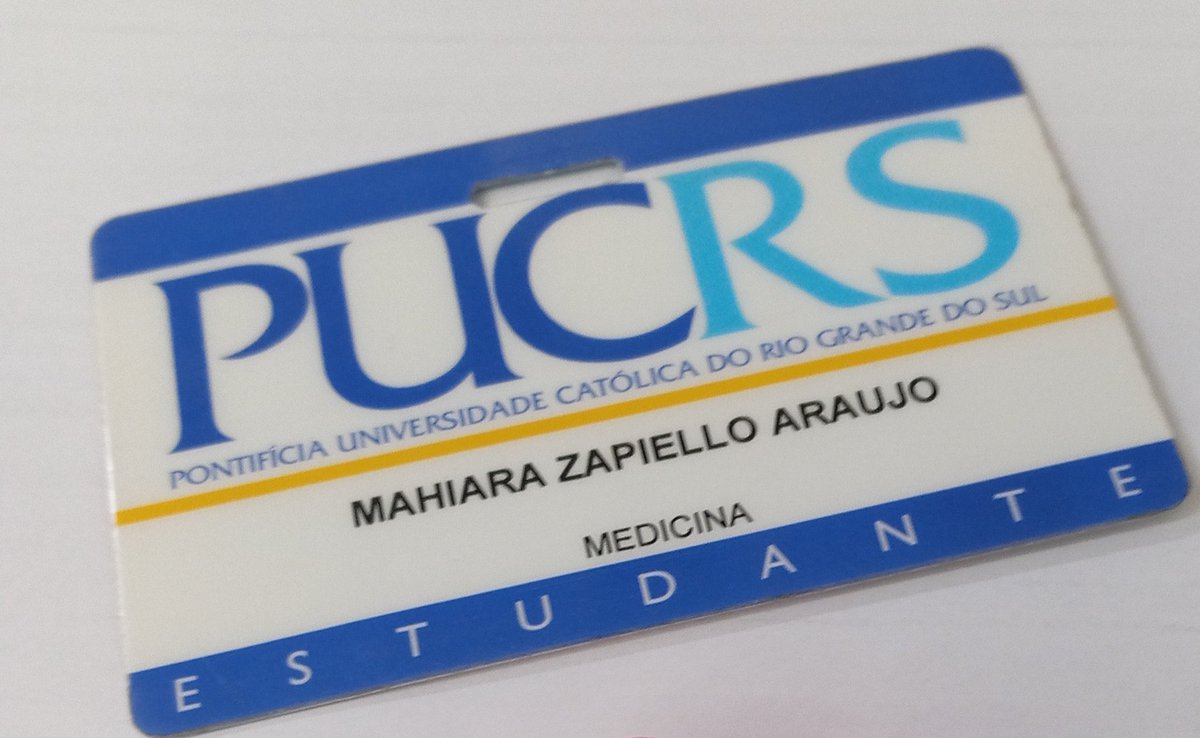 PUCRS
PONTIFÍCIA UNIVERSIDADE CATÓLICA DO RIO GRANDE DO SUL
MAHIARA ZAPIELLO ARAUJO
MEDICINA
ESTUDANTE